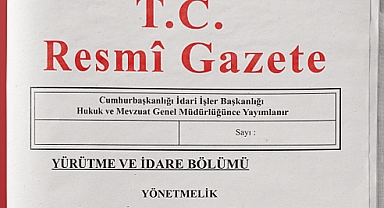 T.C.
Resmî Gazete
Cumhurbaşkanlığı İdari İşler Başkanlığı
Hukuk ve Mevzuat Genel Müdürlüğünce Yayımlanır
Sayı :
YÜRÜTME VE İDARE BÖLÜMÜ
YÖNETMELİK